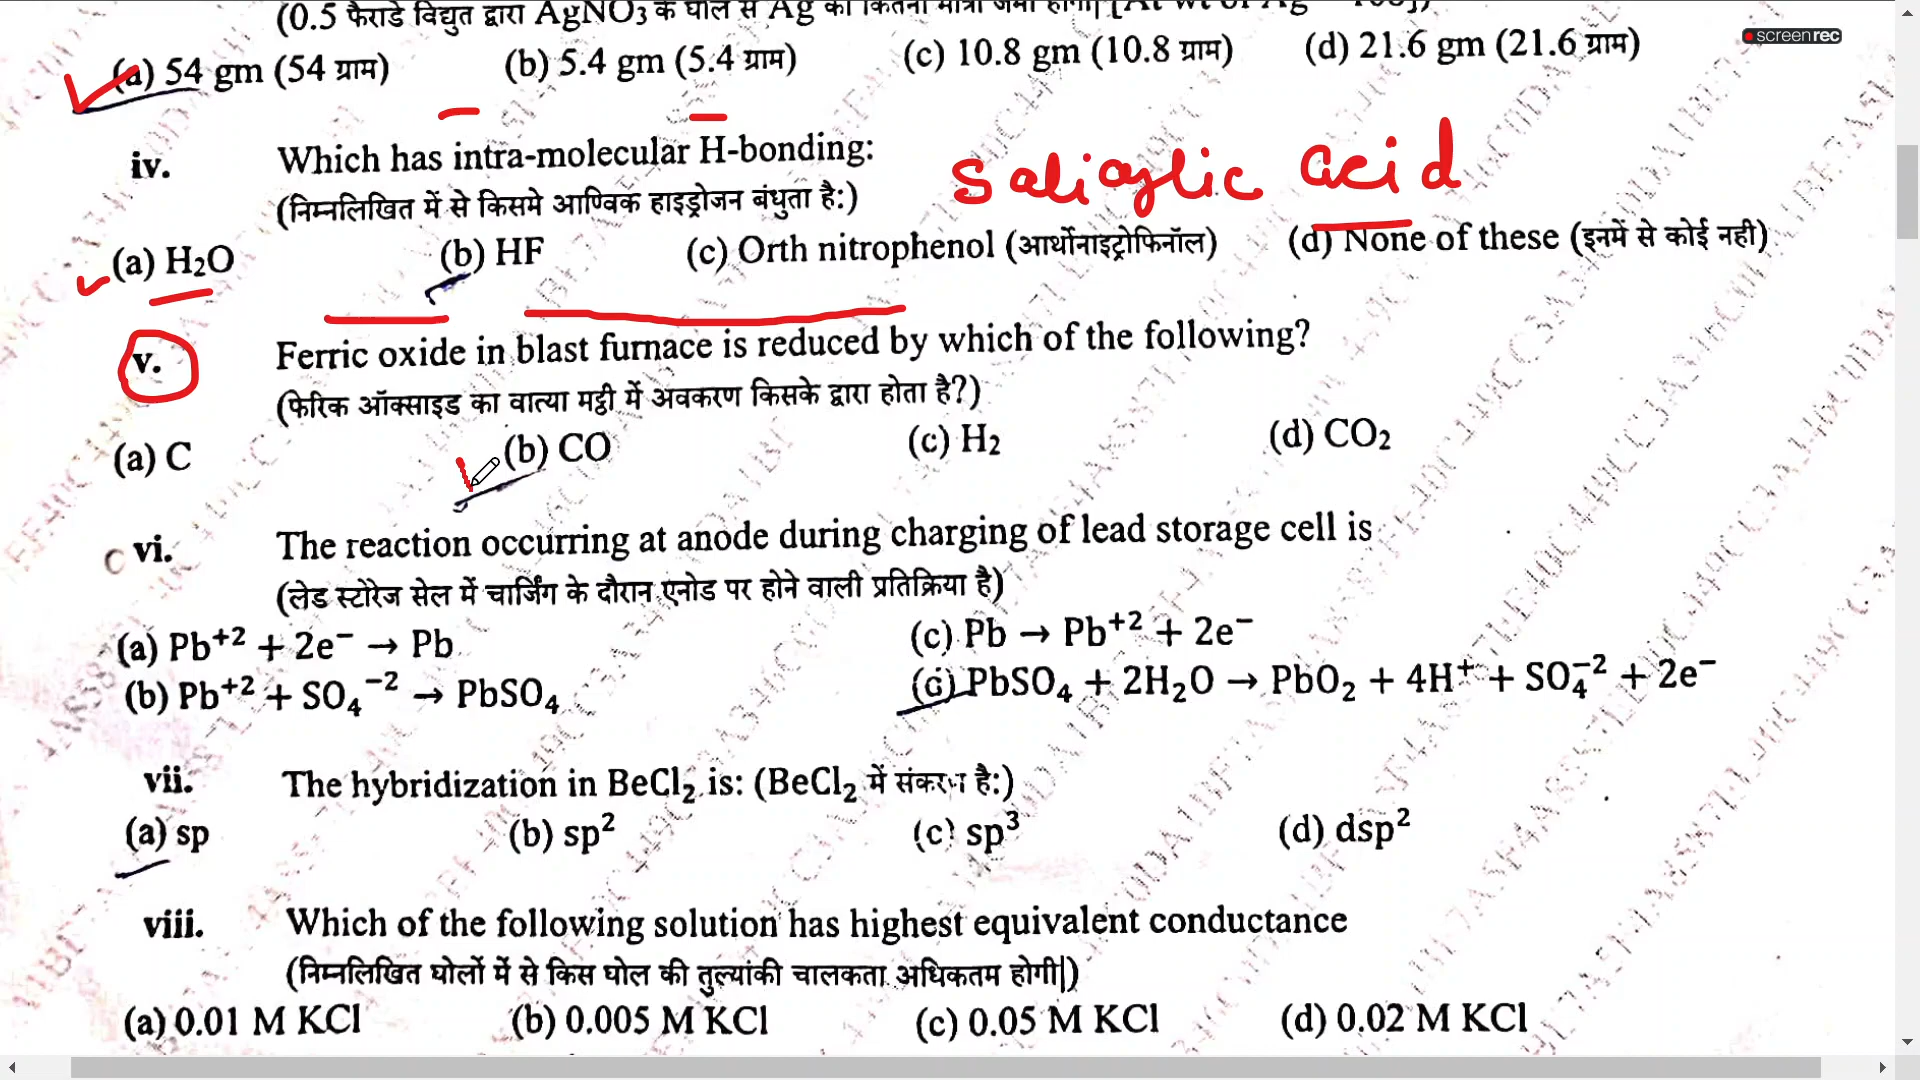 (0.5 फैराडे विद्युत द्वारा AgNO₃ के घोल से Ag की कितनी मात्रा जमा होगी| [At wt of Ag = 108])
screenrec
(a) 54 gm (54 ग्राम) (b) 5.4 gm (5.4 ग्राम) (c) 10.8 gm (10.8 ग्राम) (d) 21.6 gm (21.6 ग्राम)
iv. Which has intra-molecular H-bonding:
Salicylic acid
(निम्नलिखित में से किसमे आण्विक हाइड्रोजन बंधुता है:)
(a) H₂O (b) HF (c) Orth nitrophenol (आर्थोनाइट्रोफिनॉल) (d) None of these (इनमें से कोई नही)
v. Ferric oxide in blast furnace is reduced by which of the following?
(फेरिक ऑक्साइड का वात्या मट्ठी में अवकरण किसके द्वारा होता है?)
(a) C (b) CO (c) H₂ (d) CO₂
vi. The reaction occurring at anode during charging of lead storage cell is
(लेड स्टोरेज सेल में चार्जिंग के दौरान एनोड पर होने वाली प्रतिक्रिया है)
(a) Pb⁺² + 2e⁻ → Pb (c) Pb → Pb⁺² + 2e⁻
(b) Pb⁺² + SO₄⁻² → PbSO₄ (d) PbSO₄ + 2H₂O → PbO₂ + 4H⁺ + SO₄⁻² + 2e⁻
vii. The hybridization in BeCl₂ is: (BeCl₂ में संकरण है:)
(a) sp (b) sp² (c) sp³ (d) dsp²
viii. Which of the following solution has highest equivalent conductance
(निम्नलिखित घोलों में से किस घोल की तुल्यांकी चालकता अधिकतम होगी|)
(a) 0.01 M KCl (b) 0.005 M KCl (c) 0.05 M KCl (d) 0.02 M KCl